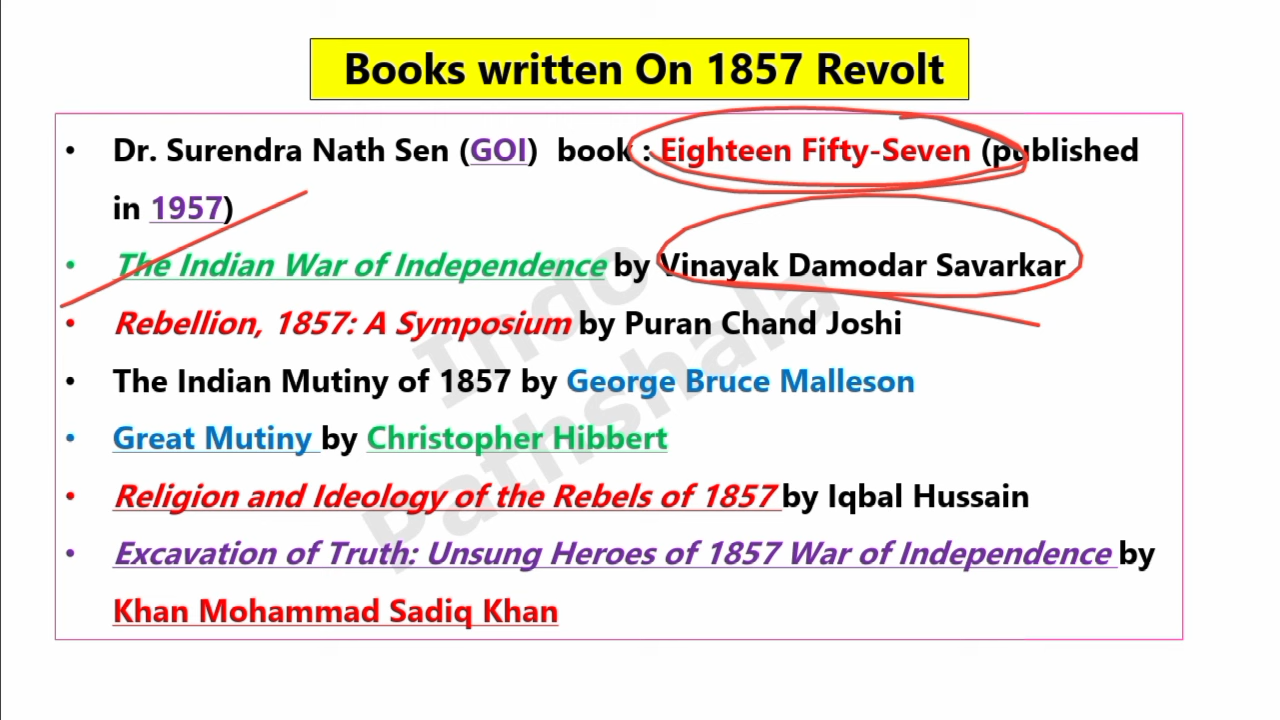 Books written On 1857 Revolt
• Dr. Surendra Nath Sen (GOI) book : Eighteen Fifty-Seven (published
in 1957)
• The Indian War of Independence by Vinayak Damodar Savarkar
• Rebellion, 1857: A Symposium by Puran Chand Joshi
• The Indian Mutiny of 1857 by George Bruce Malleson
• Great Mutiny by Christopher Hibbert
• Religion and Ideology of the Rebels of 1857 by Iqbal Hussain
• Excavation of Truth: Unsung Heroes of 1857 War of Independence by
Khan Mohammad Sadiq Khan
Indo
Pathshala